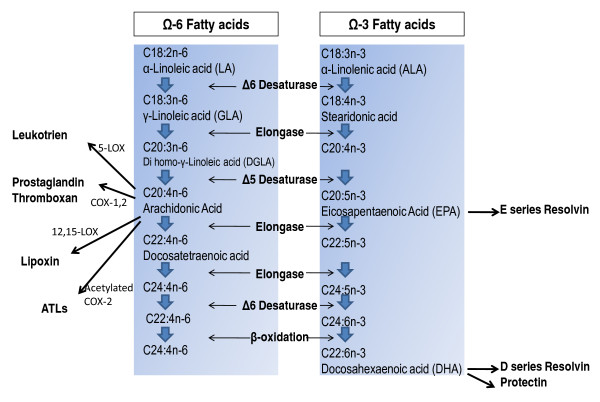 Ω-6 Fatty acids
Ω-3 Fatty acids
C18:2n-6
α-Linoleic acid (LA)
C18:3n-6
γ-Linoleic acid (GLA)
C20:3n-6
Di homo-γ-Linoleic acid (DGLA)
C20:4n-6
Arachidonic Acid
C22:4n-6
Docosatetraenoic acid
C24:4n-6
C22:4n-6
C24:4n-6
Δ6 Desaturase
Elongase
Δ5 Desaturase
Elongase
Elongase
Δ6 Desaturase
β-oxidation
C18:3n-3
α-Linolenic acid (ALA)
C18:4n-3
Stearidonic acid
C20:4n-3
C20:5n-3
Eicosapentaenoic Acid (EPA)
C22:5n-3
C24:5n-3
C24:6n-3
C22:6n-3
Docosahexaenoic acid (DHA)
Leukotrien
5-LOX
Prostaglandin
Thromboxan
COX-1,2
12,15-LOX
Lipoxin
Acetylated
COX-2
ATLs
E series Resolvin
D series Resolvin
Protectin